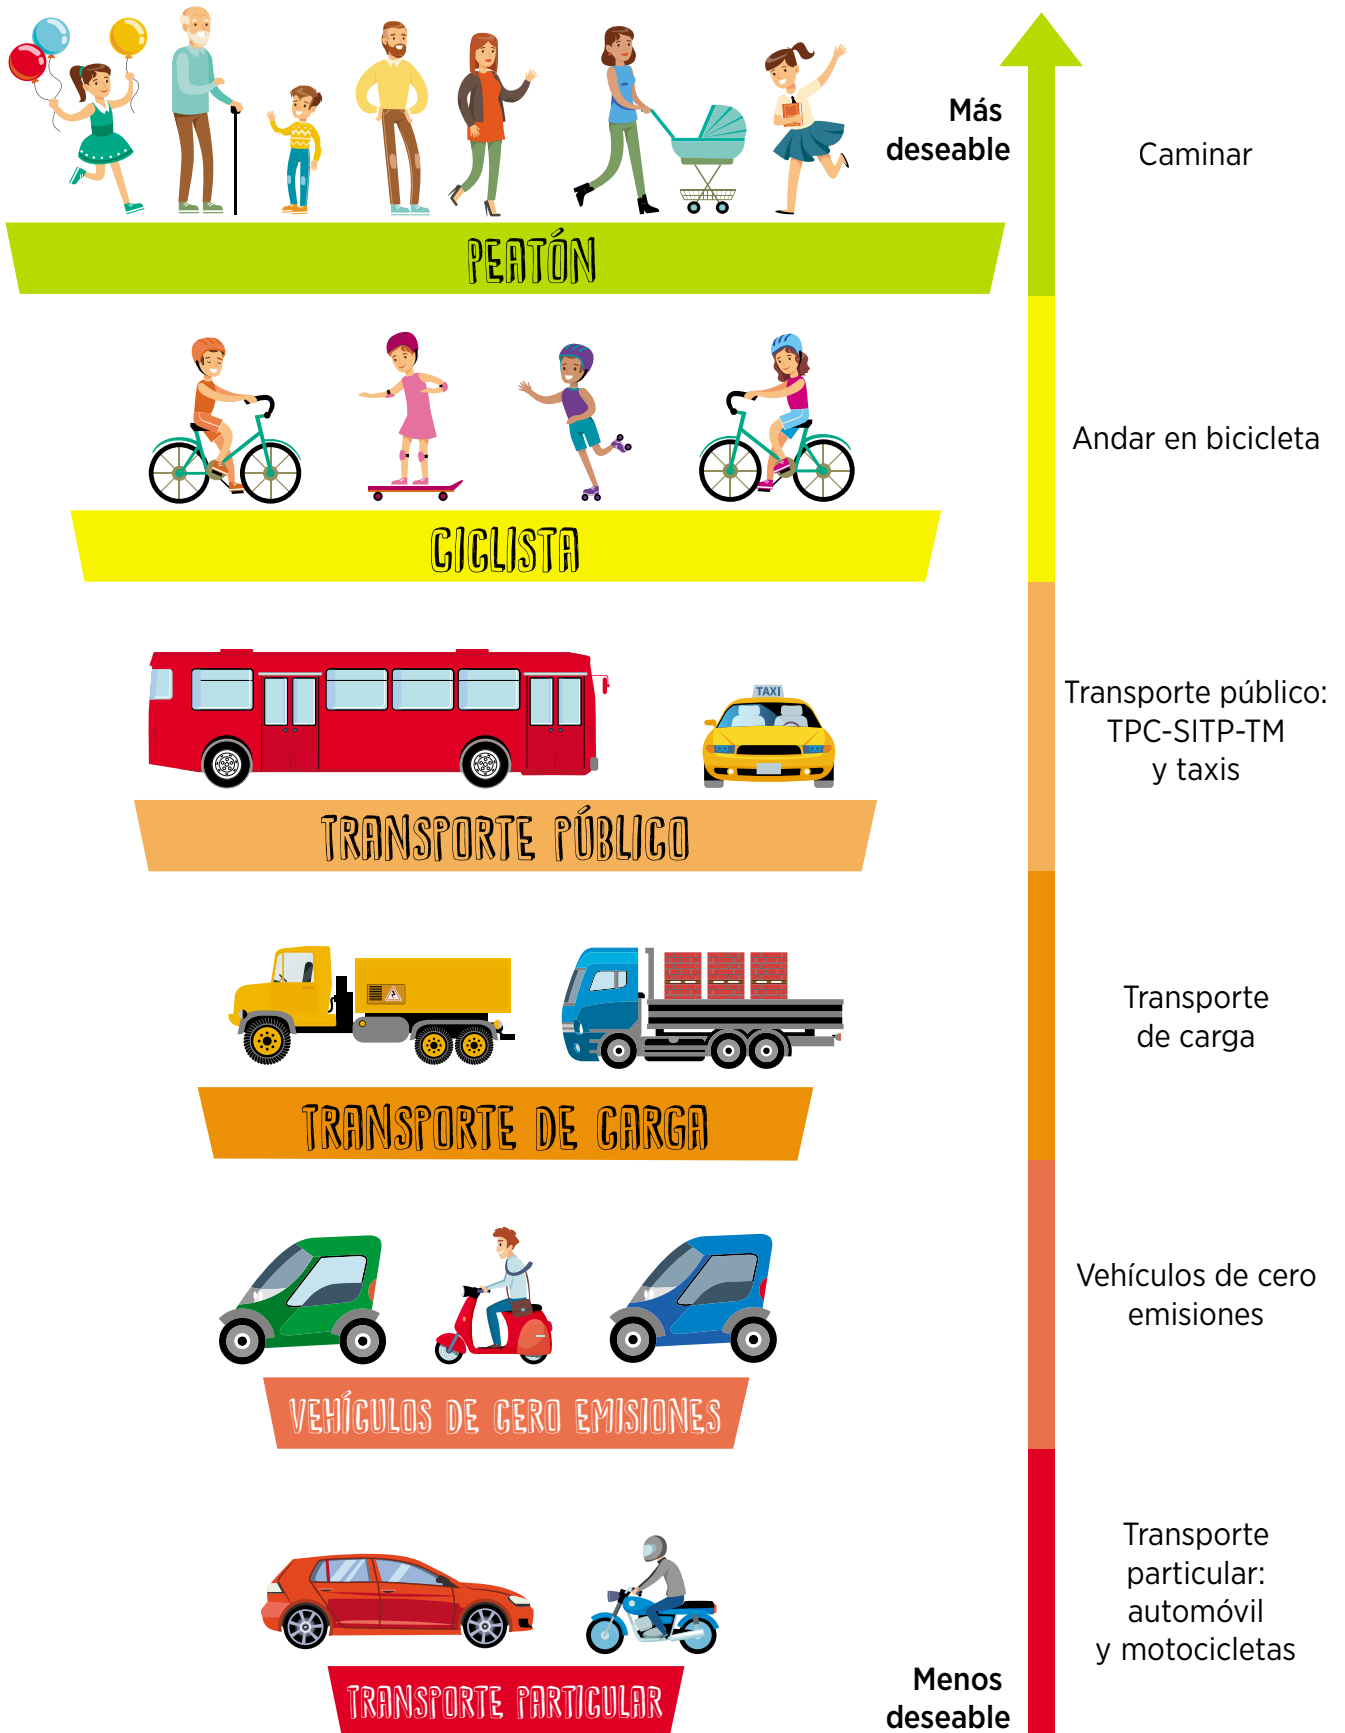 Más
deseable
Caminar
PEATÓN
Andar en bicicleta
CICLISTA
TAXI
Transporte público:
TPC-SITP-TM
y taxis
TRANSPORTE PÚBLICO
Transporte
de carga
TRANSPORTE DE CARGA
Vehículos de cero
emisiones
VEHÍCULOS DE CERO EMISIONES
Transporte
particular:
automóvil
y motocicletas
Menos
deseable
TRANSPORTE PARTICULAR